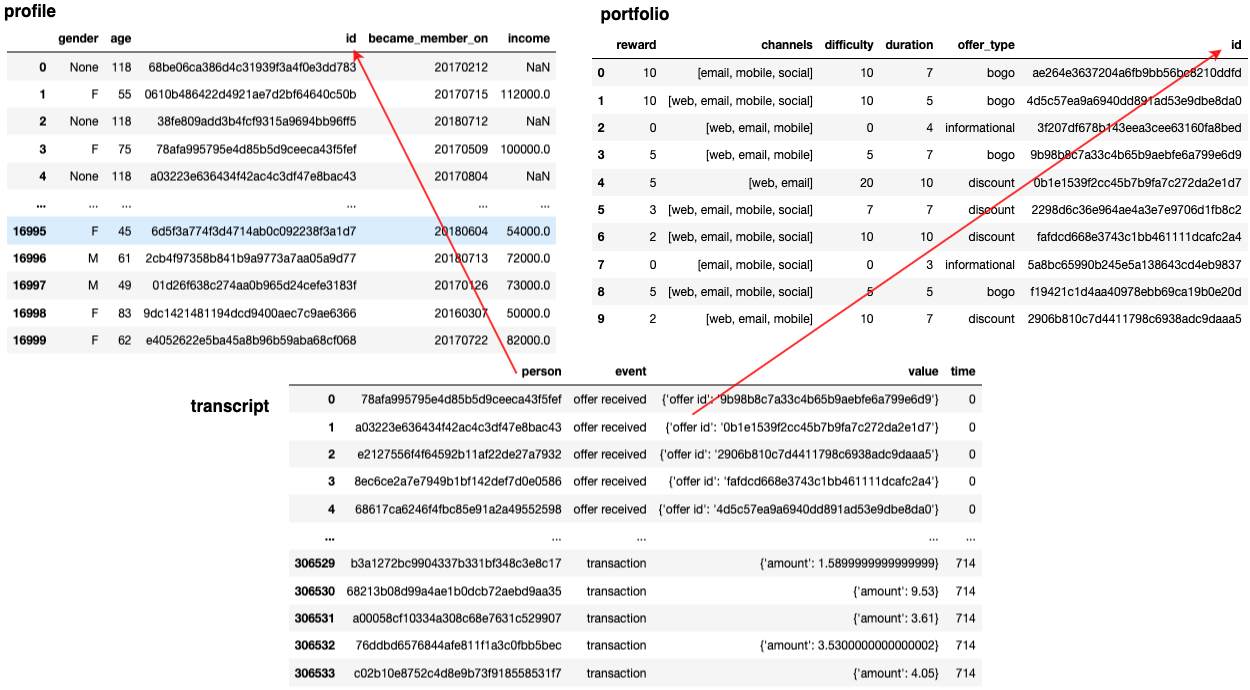 profile
gender age id became_member_on income
0 None 118 68be06ca386d4c31939f3a4f0e3dd783 20170212 NaN
1 F 55 0610b486422d4921ae7d2bf64640c50b 20170715 112000.0
2 None 118 38fe809add3b4fcf9315a9694bb96ff5 20180712 NaN
3 F 75 78afa995795e4d85b5d9ceeca43f5fef 20170509 100000.0
4 None 118 a03223e636434f42ac4c3df47e8bac43 20170804 NaN
... ... ... ... ... ...
16995 F 45 6d5f3a774f3d4714ab0c092238f3a1d7 20180604 54000.0
16996 M 61 2cb4f97358b841b9a9773a7aa05a9d77 20180713 72000.0
16997 M 49 01d26f638c274aa0b965d24cefe3183f 20170126 73000.0
16998 F 83 9dc1421481194dcd9400aec7c9ae6366 20160307 50000.0
16999 F 62 e4052622e5ba45a8b96b59aba68cf068 20170722 82000.0
portfolio
reward channels difficulty duration offer_type id
0 10 [email, mobile, social] 10 7 bogo ae264e3637204a6fb9bb56bc8210ddfd
1 10 [web, email, mobile, social] 10 5 bogo 4d5c57ea9a6940dd891ad53e9dbe8da0
2 0 [web, email, mobile] 0 4 informational 3f207df678b143eea3cee63160fa8bed
3 5 [web, email, mobile] 5 7 bogo 9b98b8c7a33c4b65b9aebfe6a799e6d9
4 5 [web, email] 20 10 discount 0b1e1539f2cc45b7b9fa7c272da2e1d7
5 3 [web, email, mobile, social] 7 7 discount 2298d6c36e964ae4a3e7e9706d1fb8c2
6 2 [web, email, mobile, social] 10 10 discount fafdcd668e3743c1bb461111dcafc2a4
7 0 [email, mobile, social] 0 3 informational 5a8bc65990b245e5a138643cd4eb9837
8 5 [web, email, mobile, social] 5 5 bogo f19421c1d4aa40978ebb69ca19b0e20d
9 2 [web, email, mobile] 10 7 discount 2906b810c7d4411798c6938adc9daaa5
transcript
person event value time
0 78afa995795e4d85b5d9ceeca43f5fef offer received {'offer id': '9b98b8c7a33c4b65b9aebfe6a799e6d9'} 0
1 a03223e636434f42ac4c3df47e8bac43 offer received {'offer id': '0b1e1539f2cc45b7b9fa7c272da2e1d7'} 0
2 e2127556f4f64592b11af22de27a7932 offer received {'offer id': '2906b810c7d4411798c6938adc9daaa5'} 0
3 8ec6ce2a7e7949b1bf142def7d0e0586 offer received {'offer id': 'fafdcd668e3743c1bb461111dcafc2a4'} 0
4 68617ca6246f4fbc85e91a2a49552598 offer received {'offer id': '4d5c57ea9a6940dd891ad53e9dbe8da0'} 0
... ... ... ... ...
306529 b3a1272bc9904337b331bf348c3e8c17 transaction {'amount': 1.5899999999999999} 714
306530 68213b08d99a4ae1b0dcb72aebd9aa35 transaction {'amount': 9.53} 714
306531 a00058cf10334a308c68e7631c529907 transaction {'amount': 3.61} 714
306532 76ddbd6576844afe811f1a3c0fbb5bec transaction {'amount': 3.5300000000000002} 714
306533 c02b10e8752c4d8e9b73f918558531f7 transaction {'amount': 4.05} 714